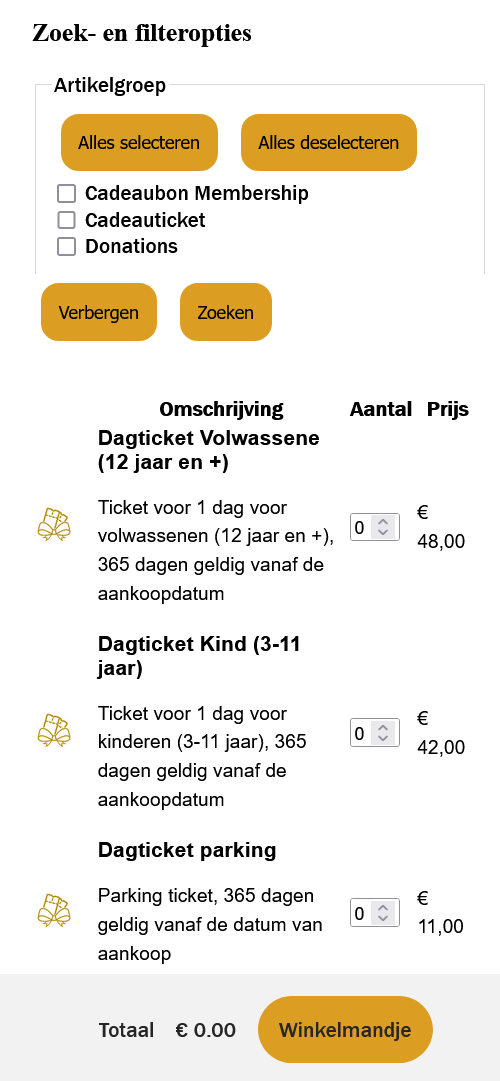 Zoek- en filteropties
Artikelgroep
Alles selecteren Alles deselecteren
Cadeaubon Membership
Cadeauticket
Donations
Verbergen Zoeken
Omschrijving Aantal Prijs
Dagticket Volwassene
(12 jaar en +)
Ticket voor 1 dag voor
volwassenen (12 jaar en +),
365 dagen geldig vanaf de
aankoopdatum
0
€
48,00
Dagticket Kind (3-11
jaar)
Ticket voor 1 dag voor
kinderen (3-11 jaar), 365
dagen geldig vanaf de
aankoopdatum
0
€
42,00
Dagticket parking
Parking ticket, 365 dagen
geldig vanaf de datum van
aankoop
0
€
11,00
Totaal € 0.00 Winkelmandje